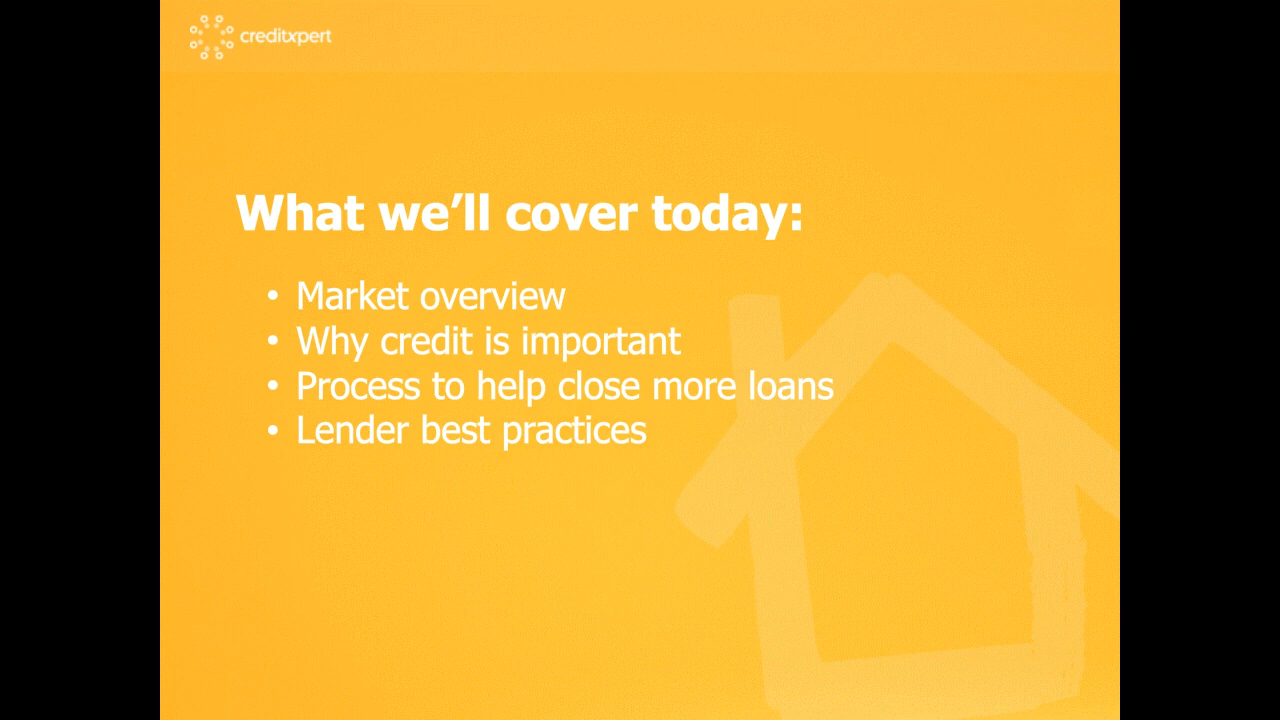 creditxpert
What we’ll cover today:
• Market overview
• Why credit is important
• Process to help close more loans
• Lender best practices